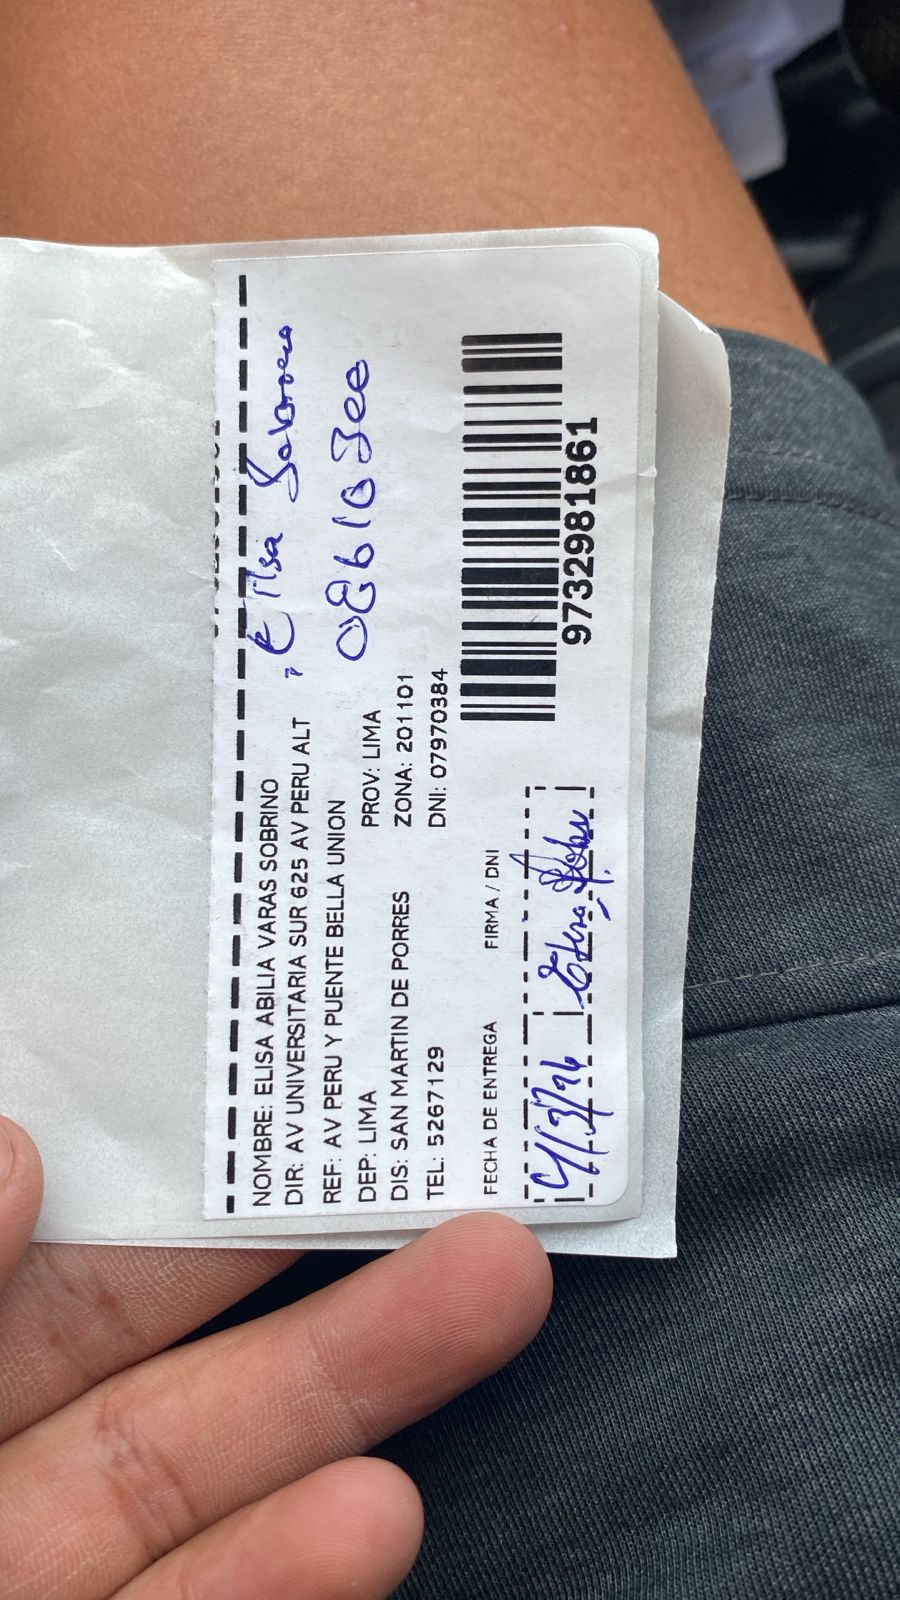 NOMBRE: ELISA ABILIA VARAS SOBRINO
DIR: AV UNIVERSITARIA SUR 625 AV PERU ALT
REF: AV PERU Y PUENTE BELLA UNION
DEP: LIMA PROV: LIMA
DIS: SAN MARTIN DE PORRES ZONA: 201101
TEL: 5267129 DNI: 07970384
Elsa
FECHA DE ENTREGA FIRMA / DNI
9732981861